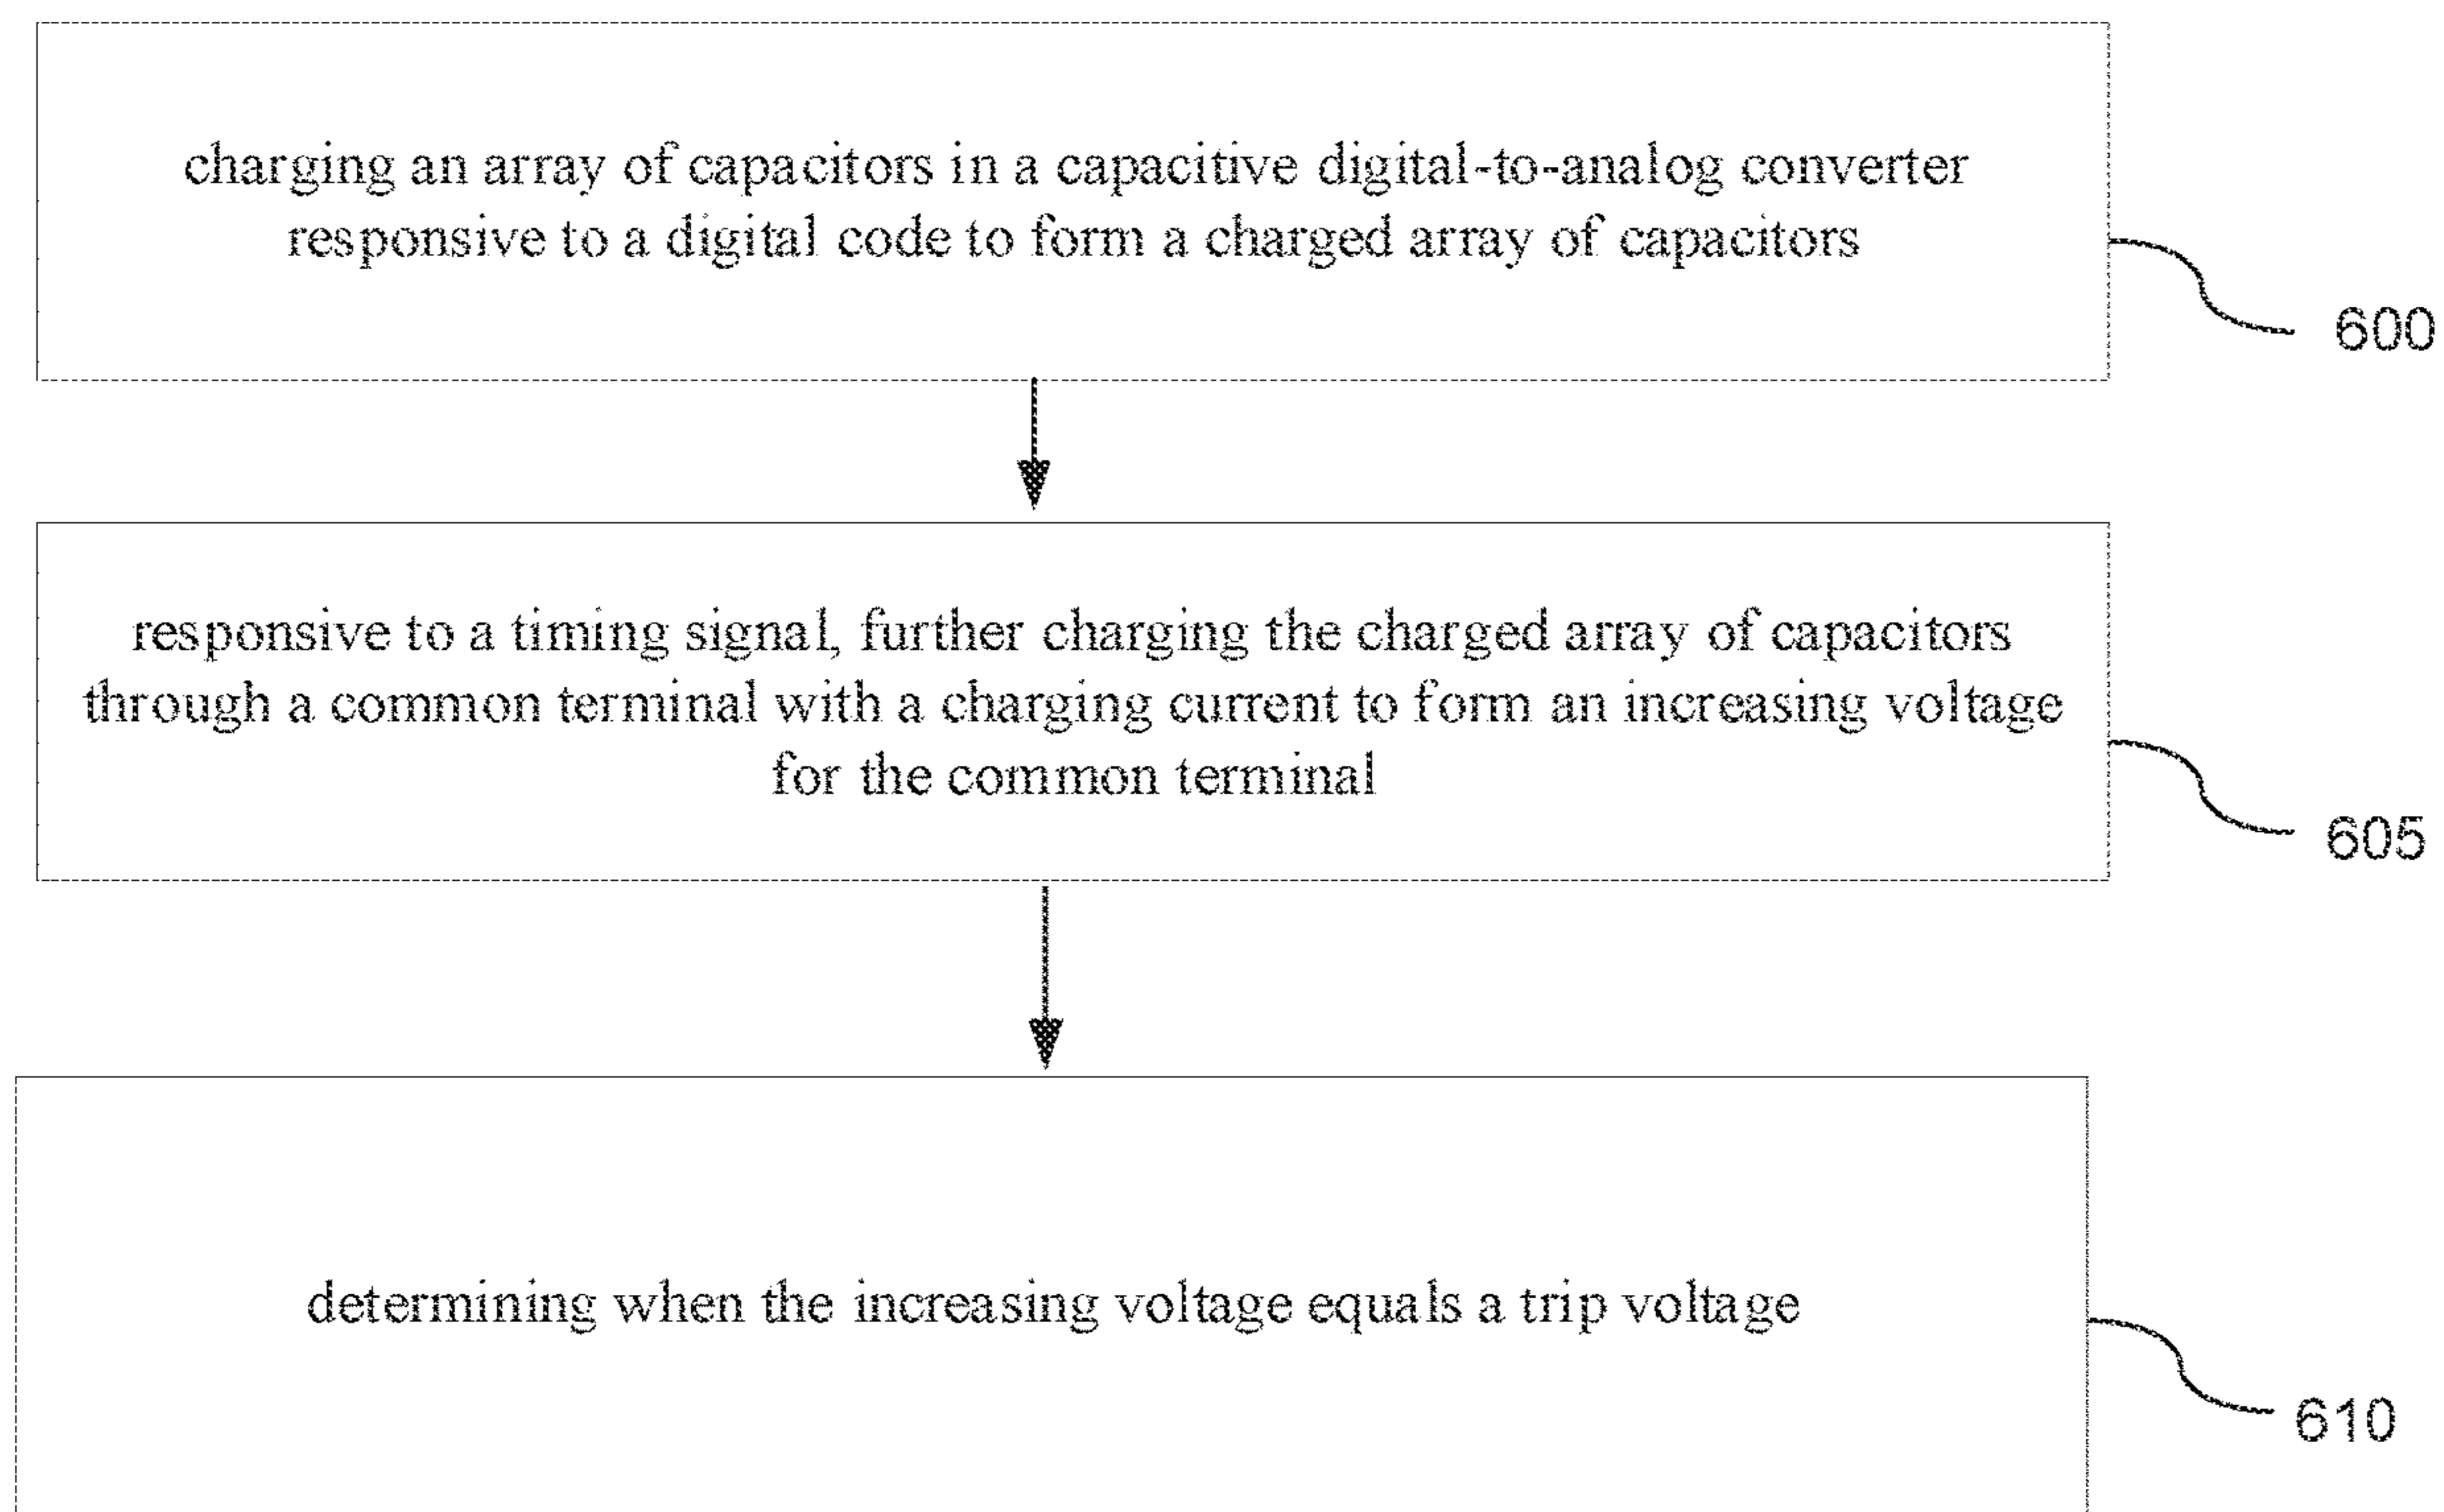 charging an array of capacitors in a capacitive digital-to-analog converter
responsive to a digital code to form a charged array of capacitors
600
responsive to a timing signal, further charging the charged array of capacitors
through a common terminal with a charging current to form an increasing voltage
for the common terminal
605
determining when the increasing voltage equals a trip voltage
610